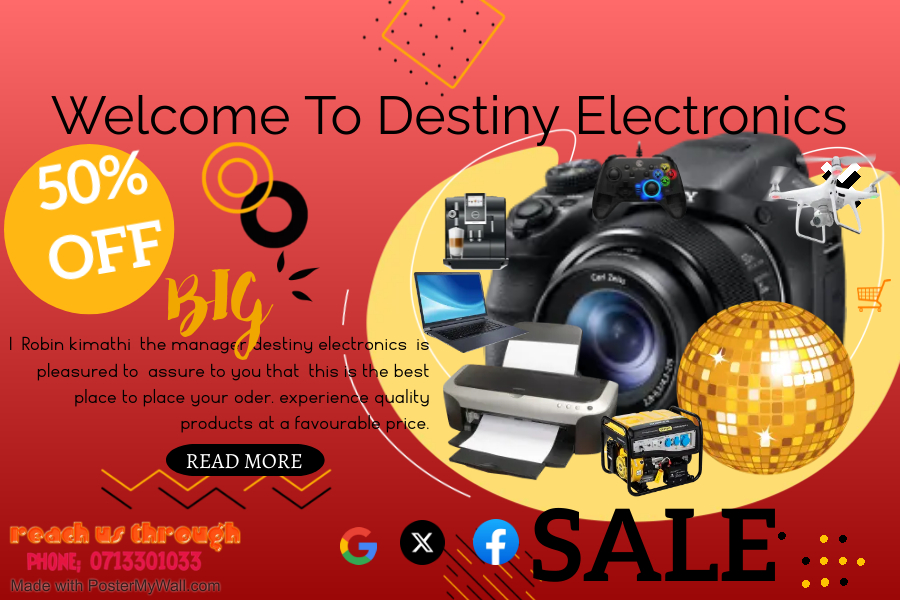 Welcome To Destiny Electronics
50%
OFF
BIG
I Robin kimathi the manager destiny electronics is
pleasured to assure to you that this is the best
place to place your oder. experience quality
products at a favourable price.
READ MORE
Carl Zeiss
SALE
reach us through
PHONE; 0713301033
Made with PosterMyWall.com